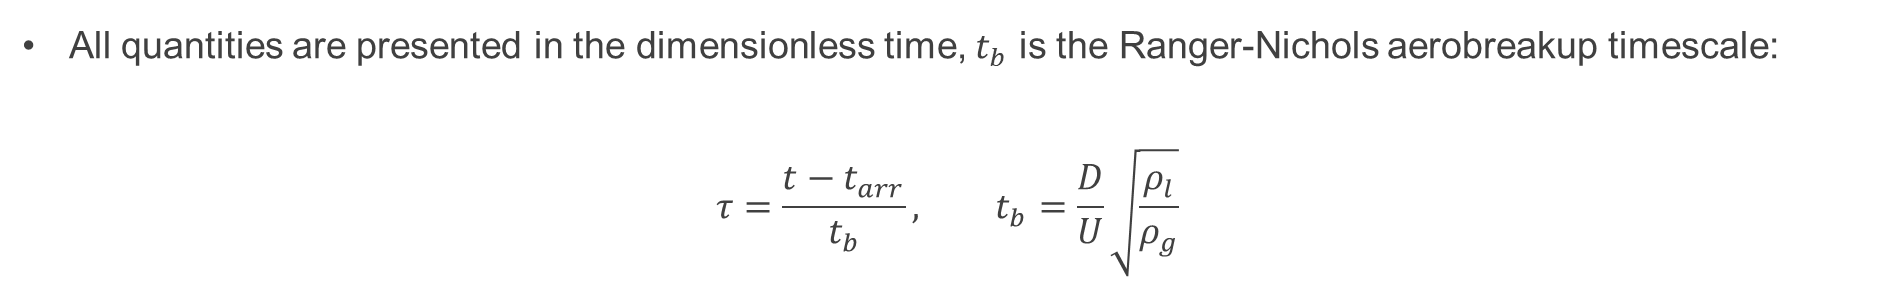 • All quantities are presented in the dimensionless time, t_b is the Ranger-Nichols aerobreakup timescale:
τ = (t − t_arr)/t_b, t_b = D/U √(ρ_l/ρ_g)